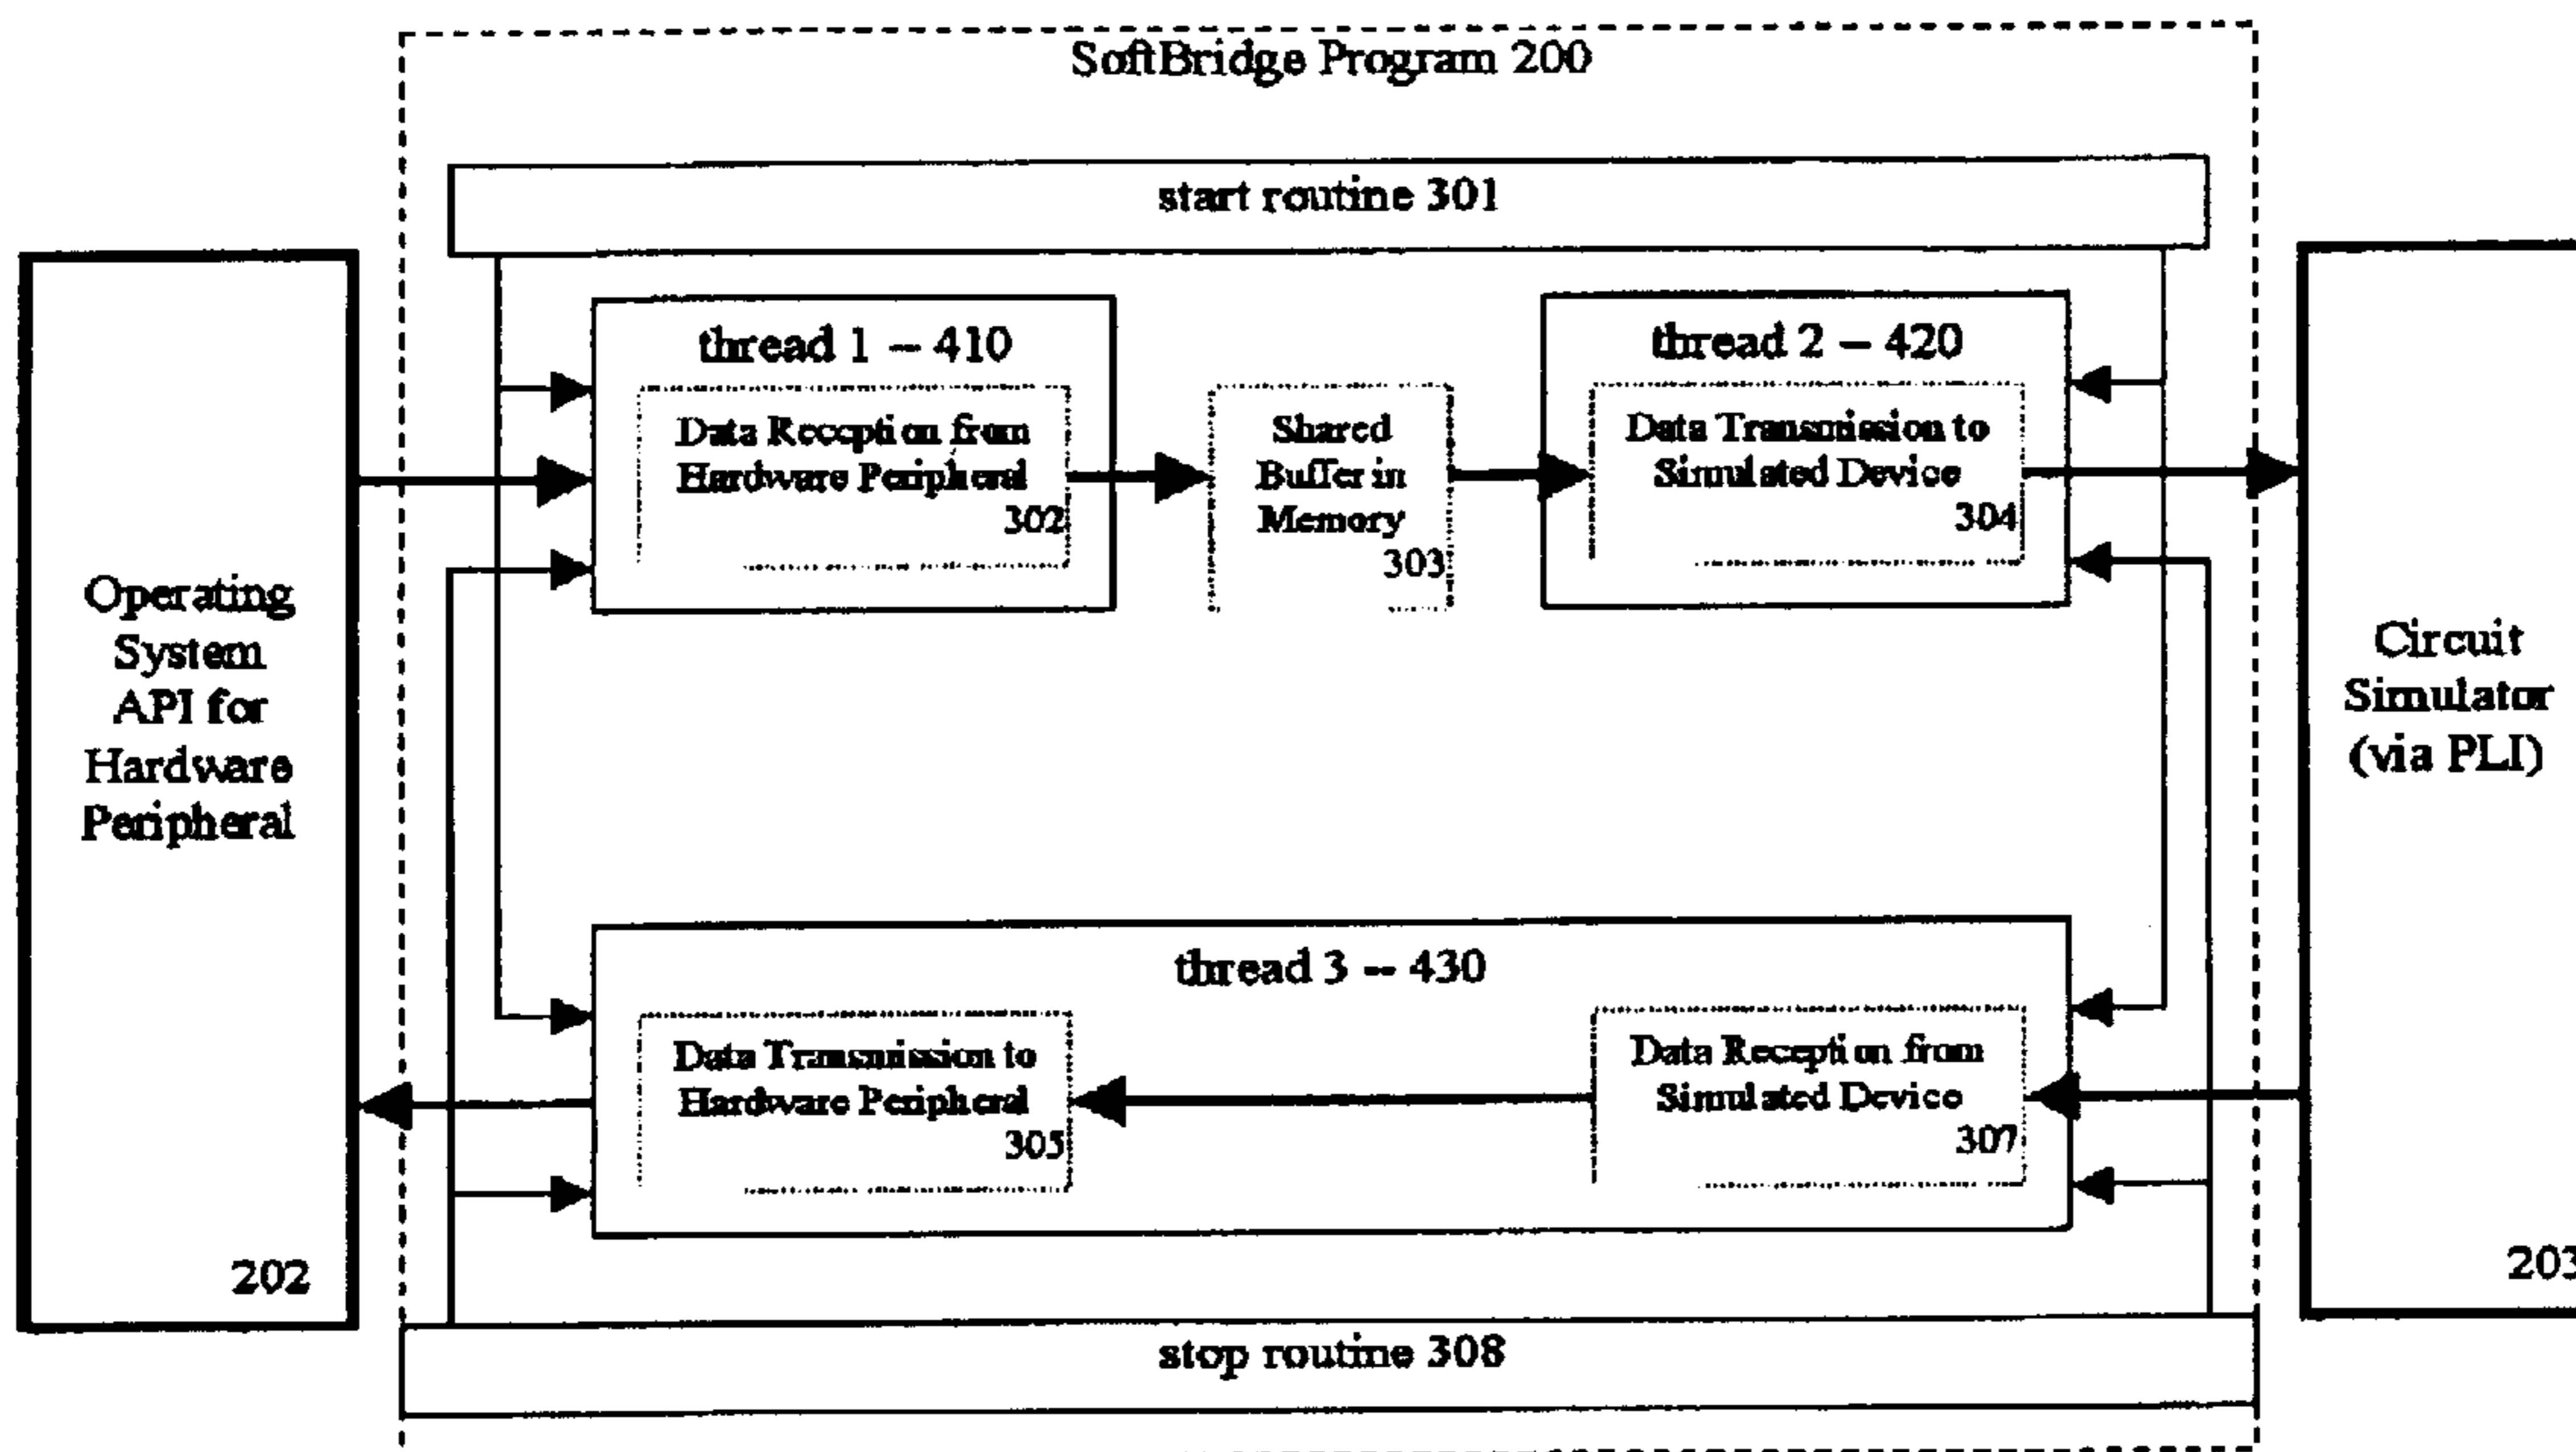 SoftBridge Program 200
start routine 301
Operating
System
API for
Hardware
Peripheral
202
thread 1 – 410
Data Reception from
Hardware Peripheral
302
Shared
Buffer in
Memory
303
thread 2 – 420
Data Transmission to
Simulated Device
304
Circuit
Simulator
(via PLI)
203
thread 3 -- 430
Data Transmission to
Hardware Peripheral
305
Data Reception from
Simulated Device
307
stop routine 308